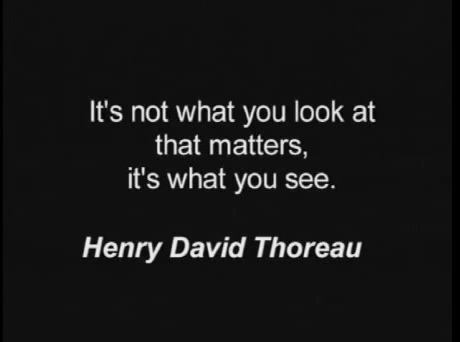 It's not what you look at
that matters,
it's what you see.
Henry David Thoreau